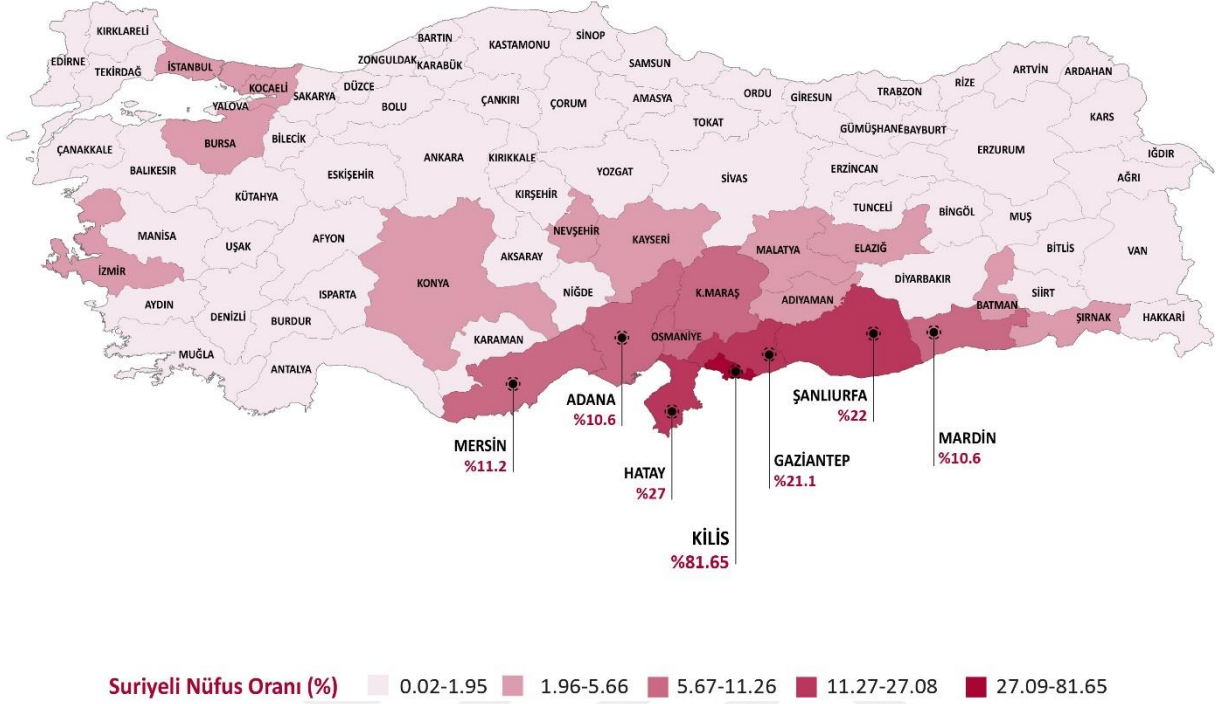 KIRKLARELİ
EDİRNE
TEKİRDAĞ
İSTANBUL
KOCAELİ
YALOVA
SAKARYA
DÜZCE
ZONGULDAK
BARTIN
KARABÜK
KASTAMONU
SİNOP
SAMSUN
BOLU
ÇANKIRI
ÇORUM
AMASYA
ORDU
TOKAT
GİRESUN
TRABZON
RİZE
ARTVİN
ARDAHAN
KARS
GÜMÜŞHANE
BAYBURT
ERZURUM
IĞDIR
AĞRI
ÇANAKKALE
BALIKESIR
BURSA
BİLECİK
KÜTAHYA
ESKİŞEHİR
ANKARA
KIRIKKALE
KIRŞEHİR
YOZGAT
SİVAS
ERZİNCAN
TUNCELİ
BİNGÖL
MUŞ
BİTLİS
VAN
MANİSA
İZMİR
UŞAK
AFYON
KONYA
AKSARAY
NEVŞEHİR
KAYSERİ
NİĞDE
MALATYA
ELAZIĞ
DİYARBAKIR
BATMAN
SİİRT
ŞIRNAK
HAKKARİ
AYDIN
DENİZLİ
BURDUR
ISPARTA
MUĞLA
ANTALYA
KARAMAN
K.MARAŞ
OSMANİYE
ADIYAMAN
MERSİN
%11.2
ADANA
%10.6
HATAY
%27
KİLİS
%81.65
GAZİANTEP
%21.1
ŞANLIURFA
%22
MARDİN
%10.6
Suriyeli Nüfus Oranı (%) 0.02-1.95 1.96-5.66 5.67-11.26 11.27-27.08 27.09-81.65